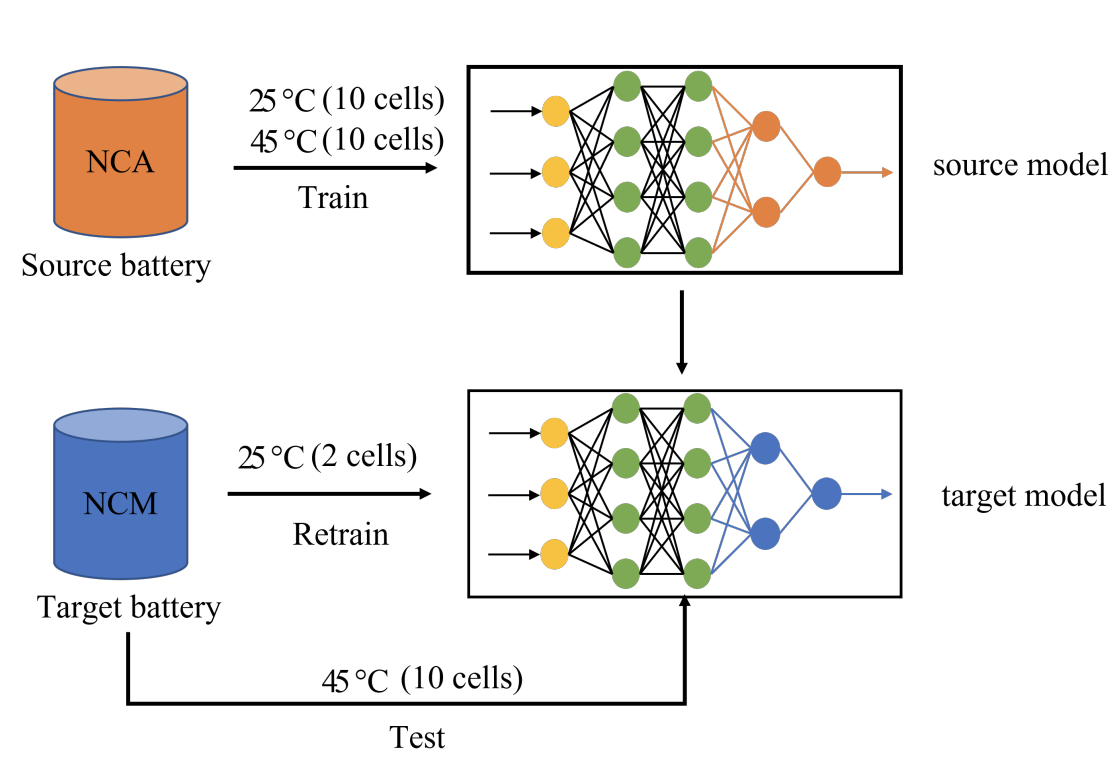 NCA
Source battery
25 °C (10 cells)
45 °C (10 cells)
Train
source model
NCM
Target battery
25 °C (2 cells)
Retrain
target model
45 °C (10 cells)
Test